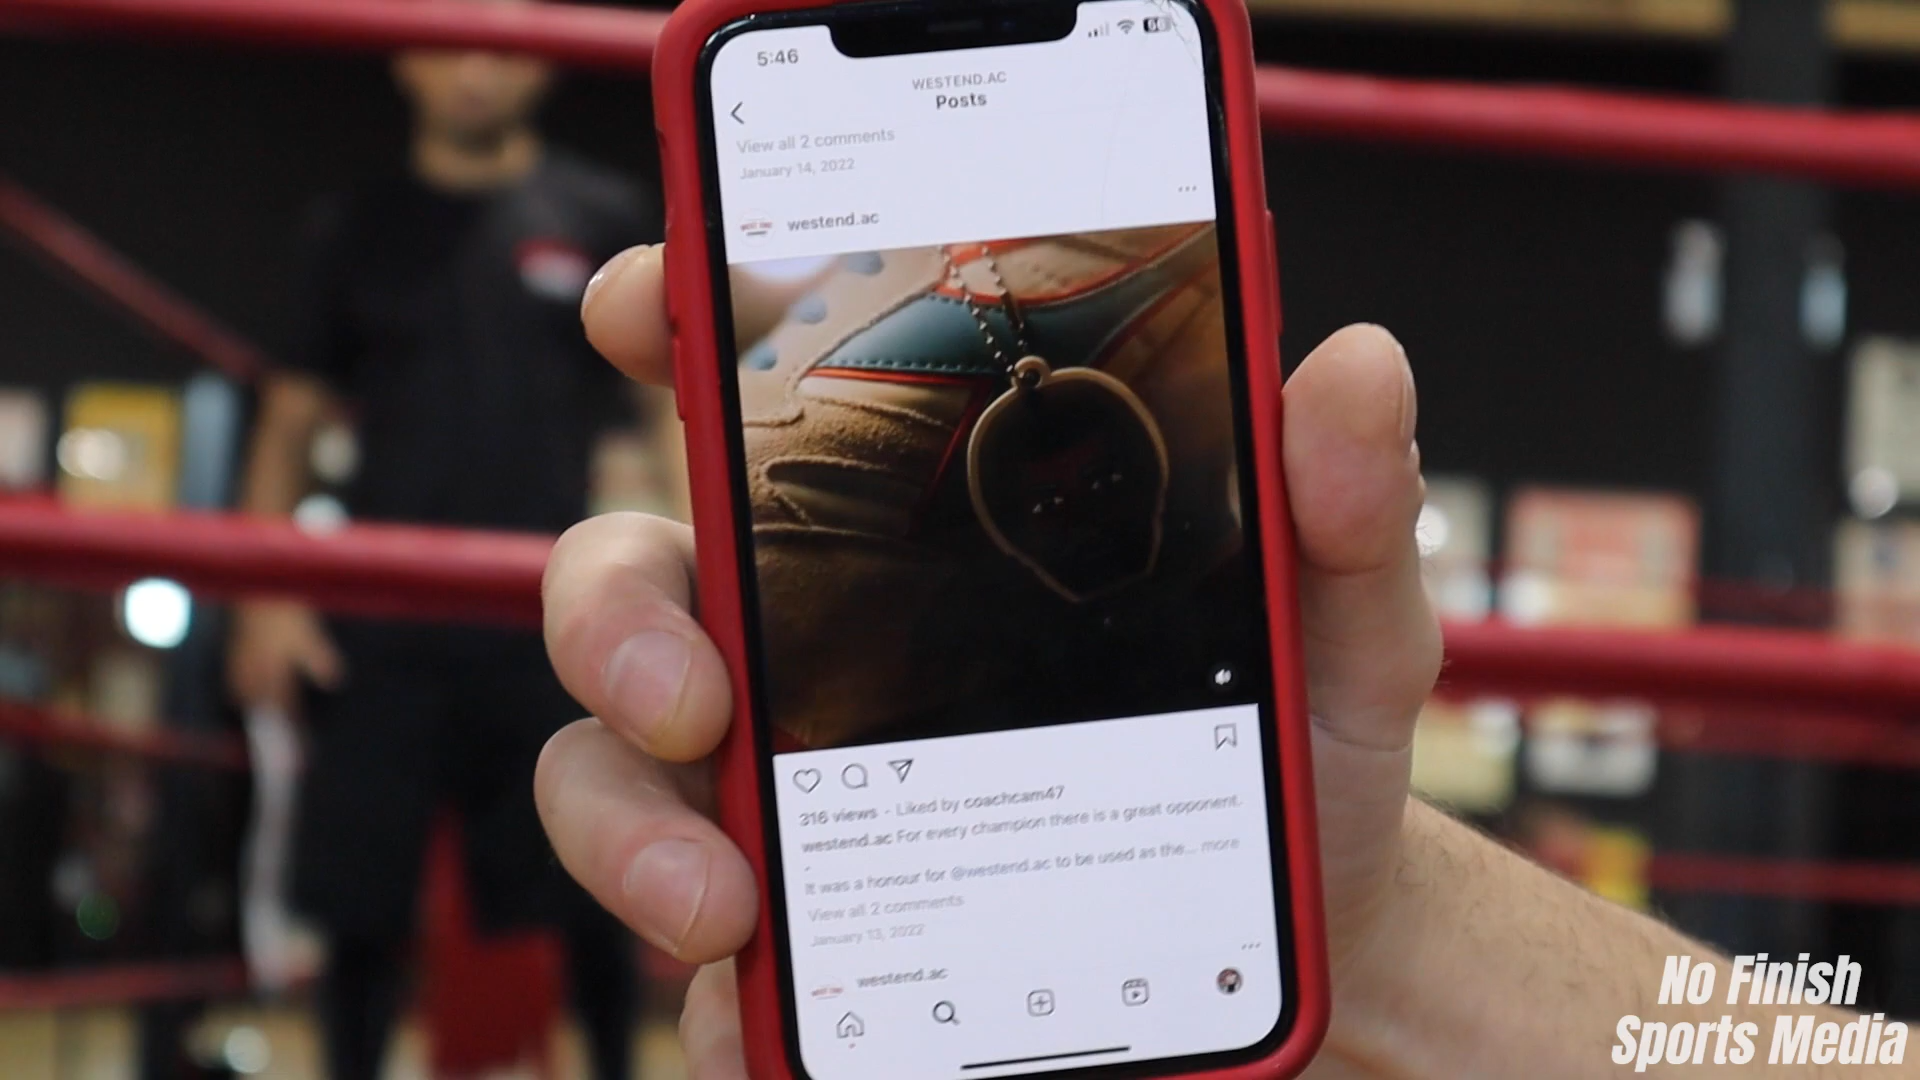 5:46
66
WESTEND.AC
Posts
View all 2 comments
January 14, 2022
westend.ac
316 views · Liked by coachcam47
westend.ac For every champion there is a great opponent.
.
It was a honour for @westend.ac to be used as the... more
View all 2 comments
January 13, 2022
westend.ac
No Finish
Sports Media